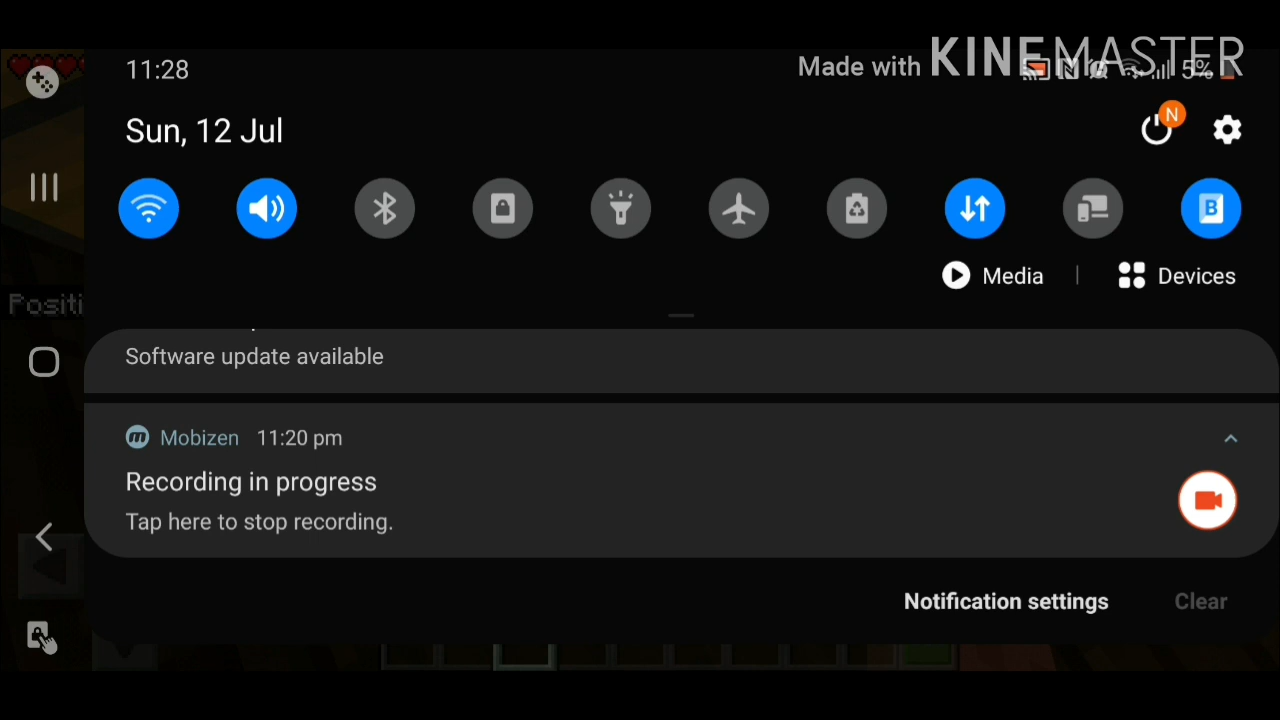 11:28
Made with KINEMASTER
5%
Sun, 12 Jul
N
B
Media | Devices
Positi
Software update available
Mobizen 11:20 pm
Recording in progress
Tap here to stop recording.
Notification settings
Clear